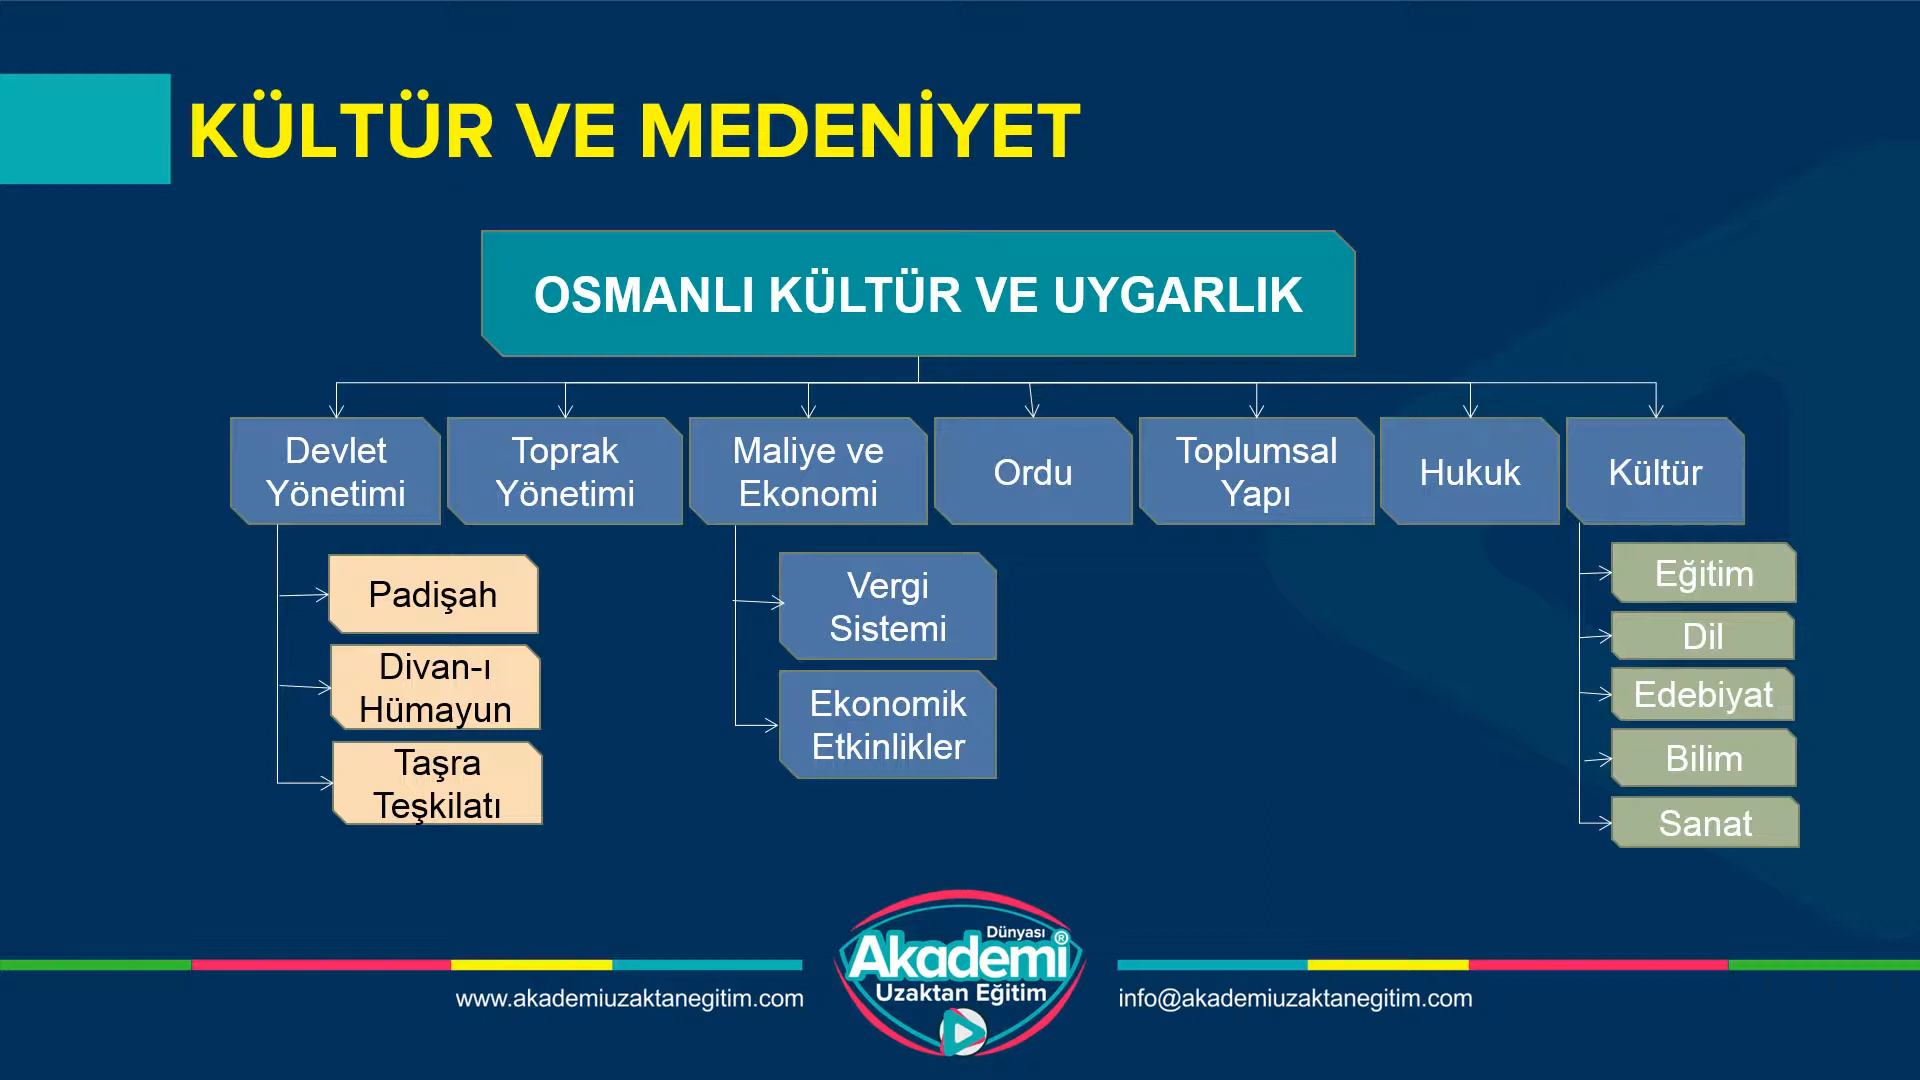 KÜLTÜR VE MEDENİYET
OSMANLI KÜLTÜR VE UYGARLIK
Devlet
Yönetimi
Toprak
Yönetimi
Maliye ve
Ekonomi
Ordu
Toplumsal
Yapı
Hukuk
Kültür
Padişah
Divan-ı
Hümayun
Taşra
Teşkilatı
Vergi
Sistemi
Ekonomik
Etkinlikler
Eğitim
Dil
Edebiyat
Bilim
Sanat
Dünyası
Akademi®
Uzaktan Eğitim
www.akademiuzaktanegitim.com
info@akademiuzaktanegitim.com